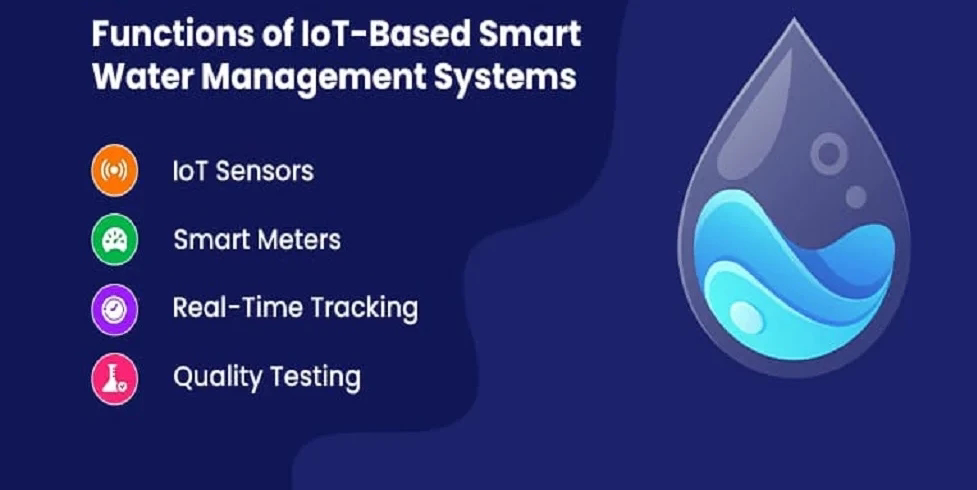 Functions of IoT-Based Smart
Water Management Systems
IoT Sensors
Smart Meters
Real-Time Tracking
Quality Testing